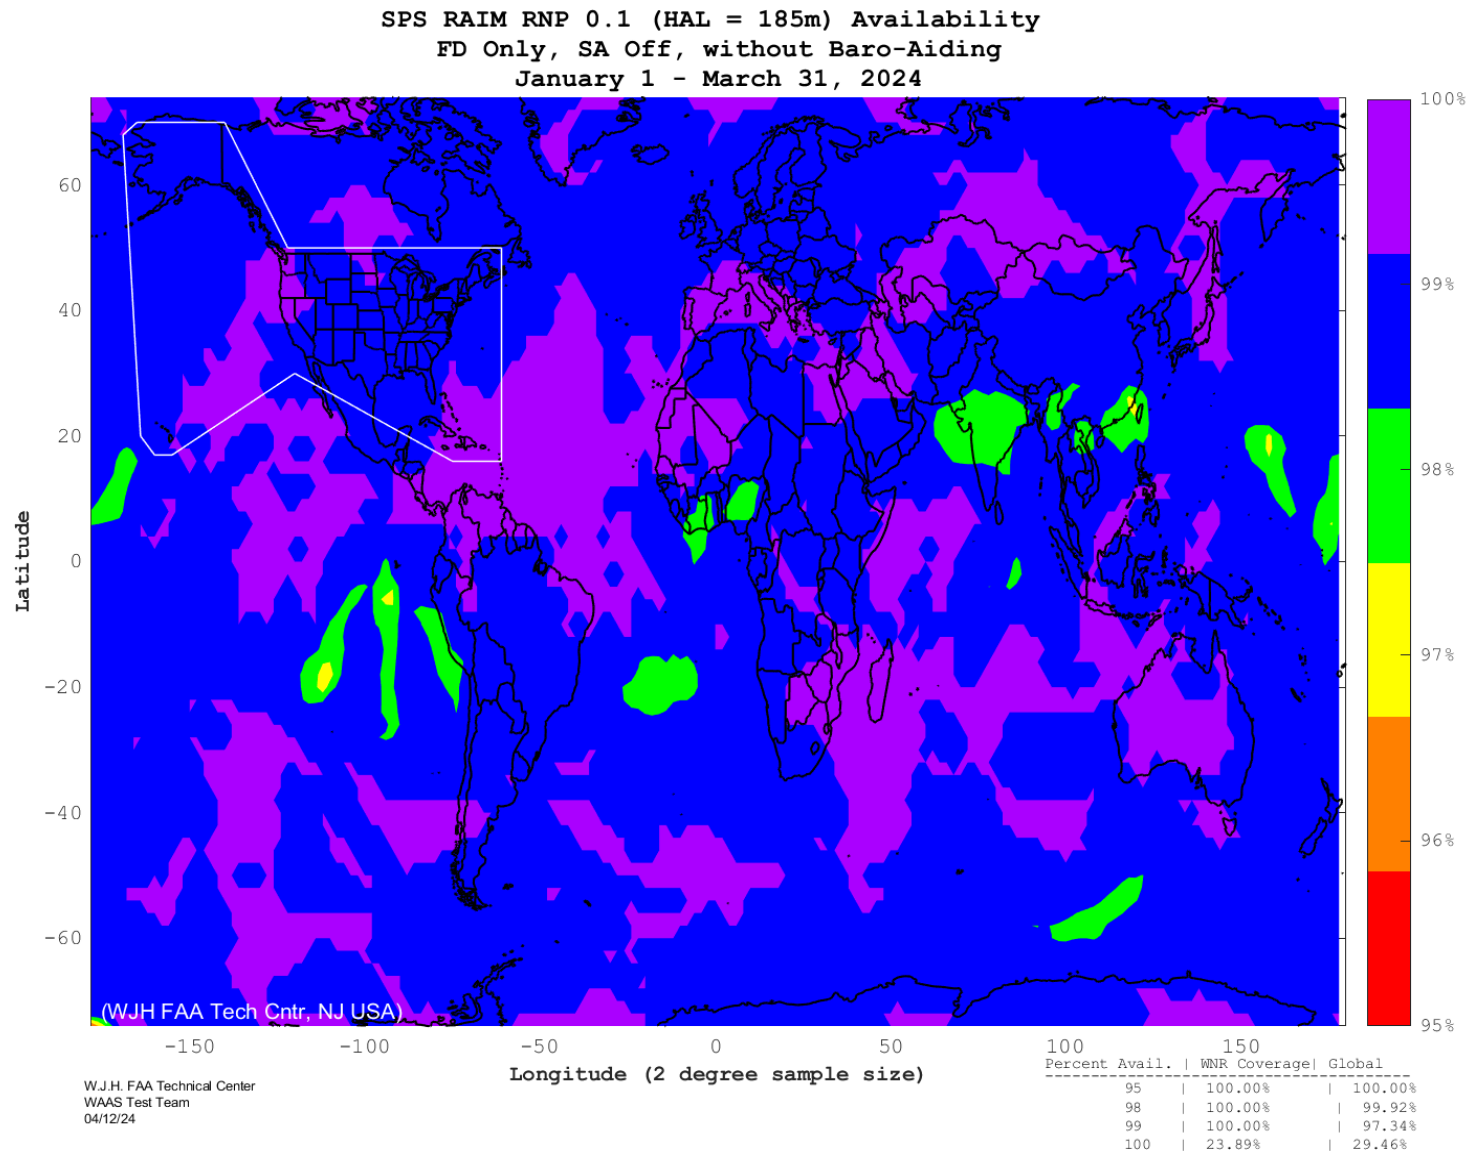 SPS RAIM RNP 0.1 (HAL = 185m) Availability
FD Only, SA Off, without Baro-Aiding
January 1 - March 31, 2024
100%
99%
98%
97%
96%
95%
60
40
20
0
-20
-40
-60
Latitude
(WJH FAA Tech Cntr, NJ USA)
-150 -100 -50 0 50 100 150
Longitude (2 degree sample size)
W.J.H. FAA Technical Center
WAAS Test Team
04/12/24
Percent Avail. | WNR Coverage| Global
95 | 100.00% | 100.00%
98 | 100.00% | 99.92%
99 | 100.00% | 97.34%
100 | 23.89% | 29.46%